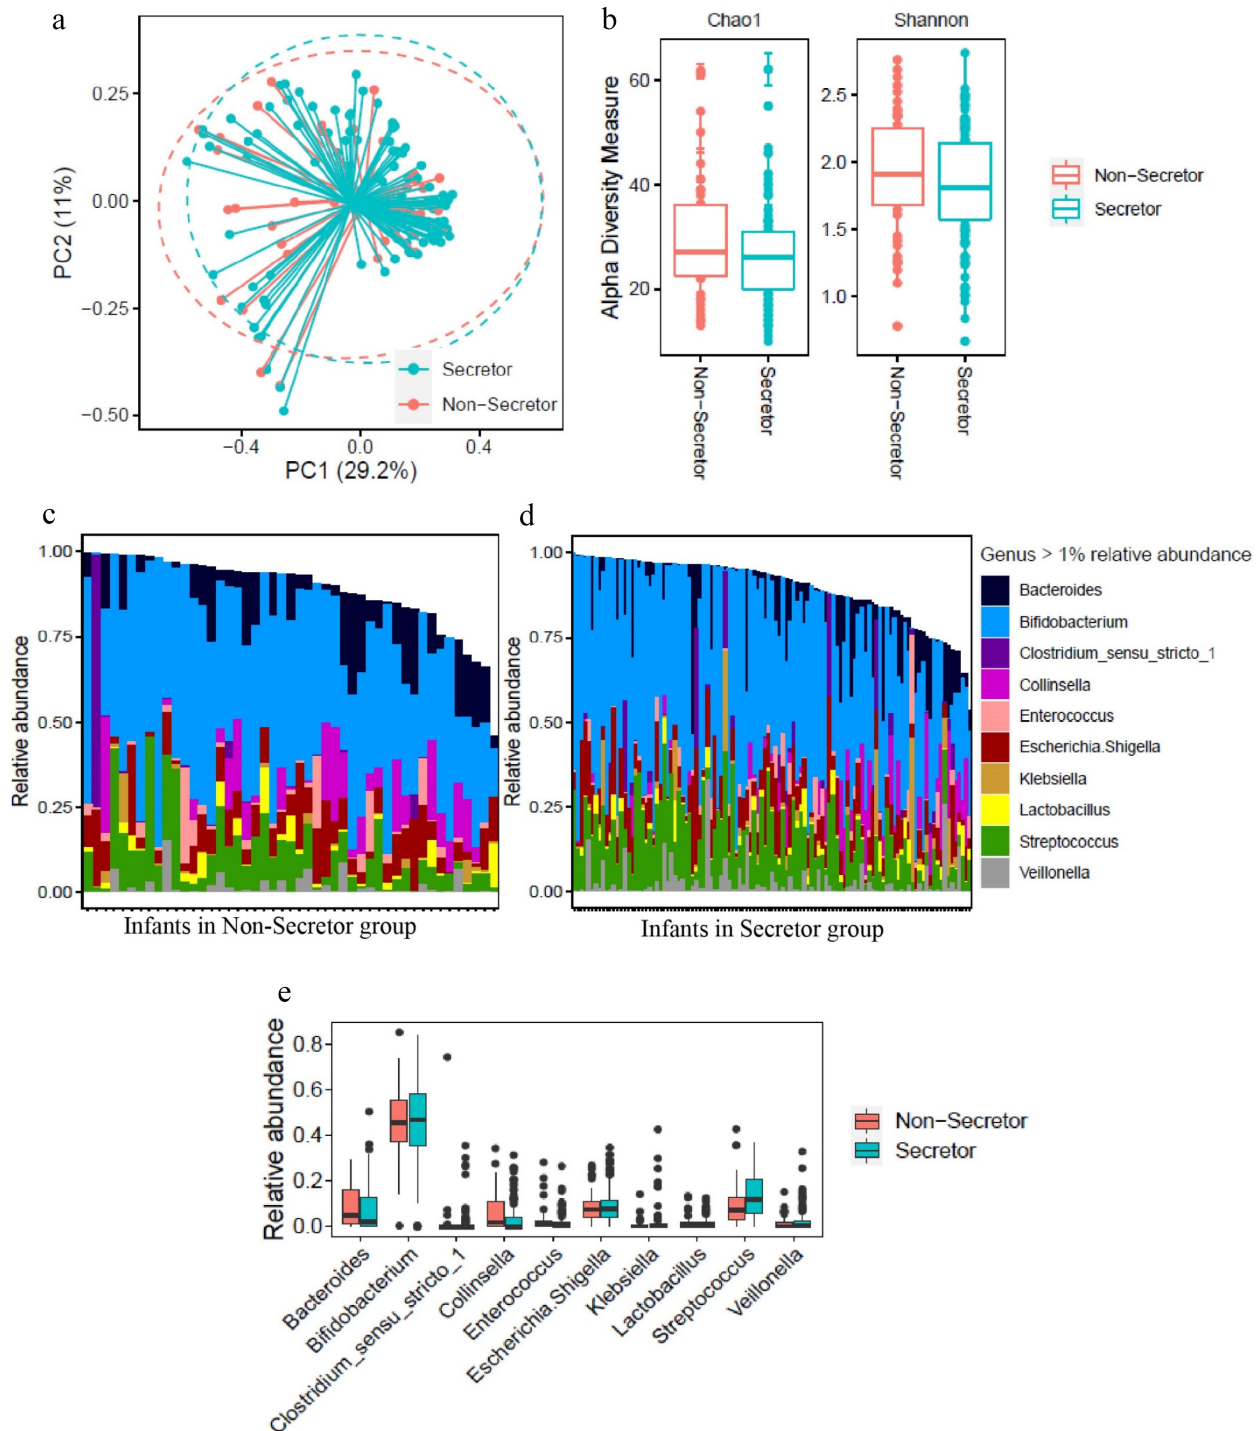 a
PC2 (11%)
0.25
0.00
−0.25
−0.50
−0.4
0.0
0.4
PC1 (29.2%)
Secretor
Non−Secretor
b
Chao1
Shannon
Alpha Diversity Measure
60
40
20
2.5
2.0
1.5
1.0
Non−Secretor
Secretor
Non−Secretor
Secretor
Non−Secretor
Secretor
c
Relative abundance
1.00
0.75
0.50
0.25
0.00
Infants in Non-Secretor group
d
Relative abundance
1.00
0.75
0.50
0.25
0.00
Infants in Secretor group
Genus > 1% relative abundance
Bacteroides
Bifidobacterium
Clostridium_sensu_stricto_1
Collinsella
Enterococcus
Escherichia.Shigella
Klebsiella
Lactobacillus
Streptococcus
Veillonella
e
Relative abundance
0.8
0.6
0.4
0.2
0.0
Bacteroides
Bifidobacterium
Clostridium_sensu_stricto_1
Collinsella
Enterococcus
Escherichia.Shigella
Klebsiella
Lactobacillus
Streptococcus
Veillonella
Non−Secretor
Secretor